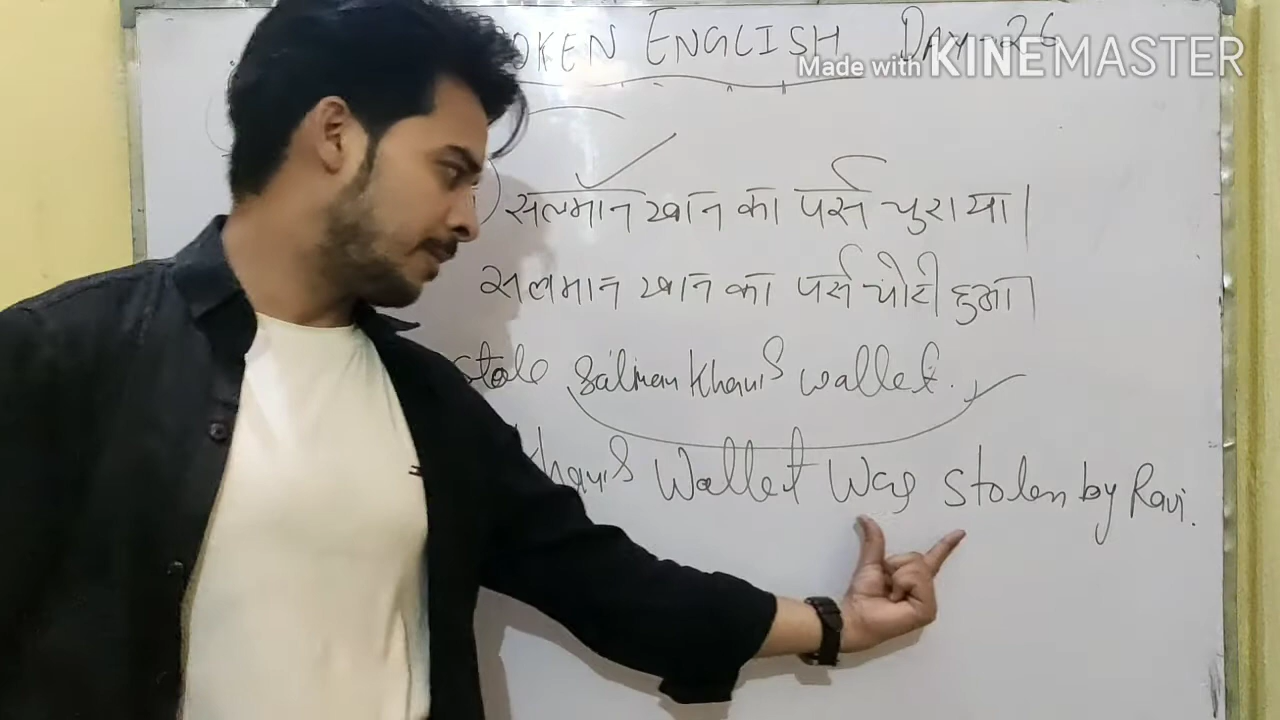 OKEN ENGLISH DAY-26
Made with KINEMASTER
सलमान खान का पर्स चुराया।
सलमान खान का पर्स चोरी हुआ।
stole Salman Khan's wallet.
Khan's Wallet Was stolen by Ravi.